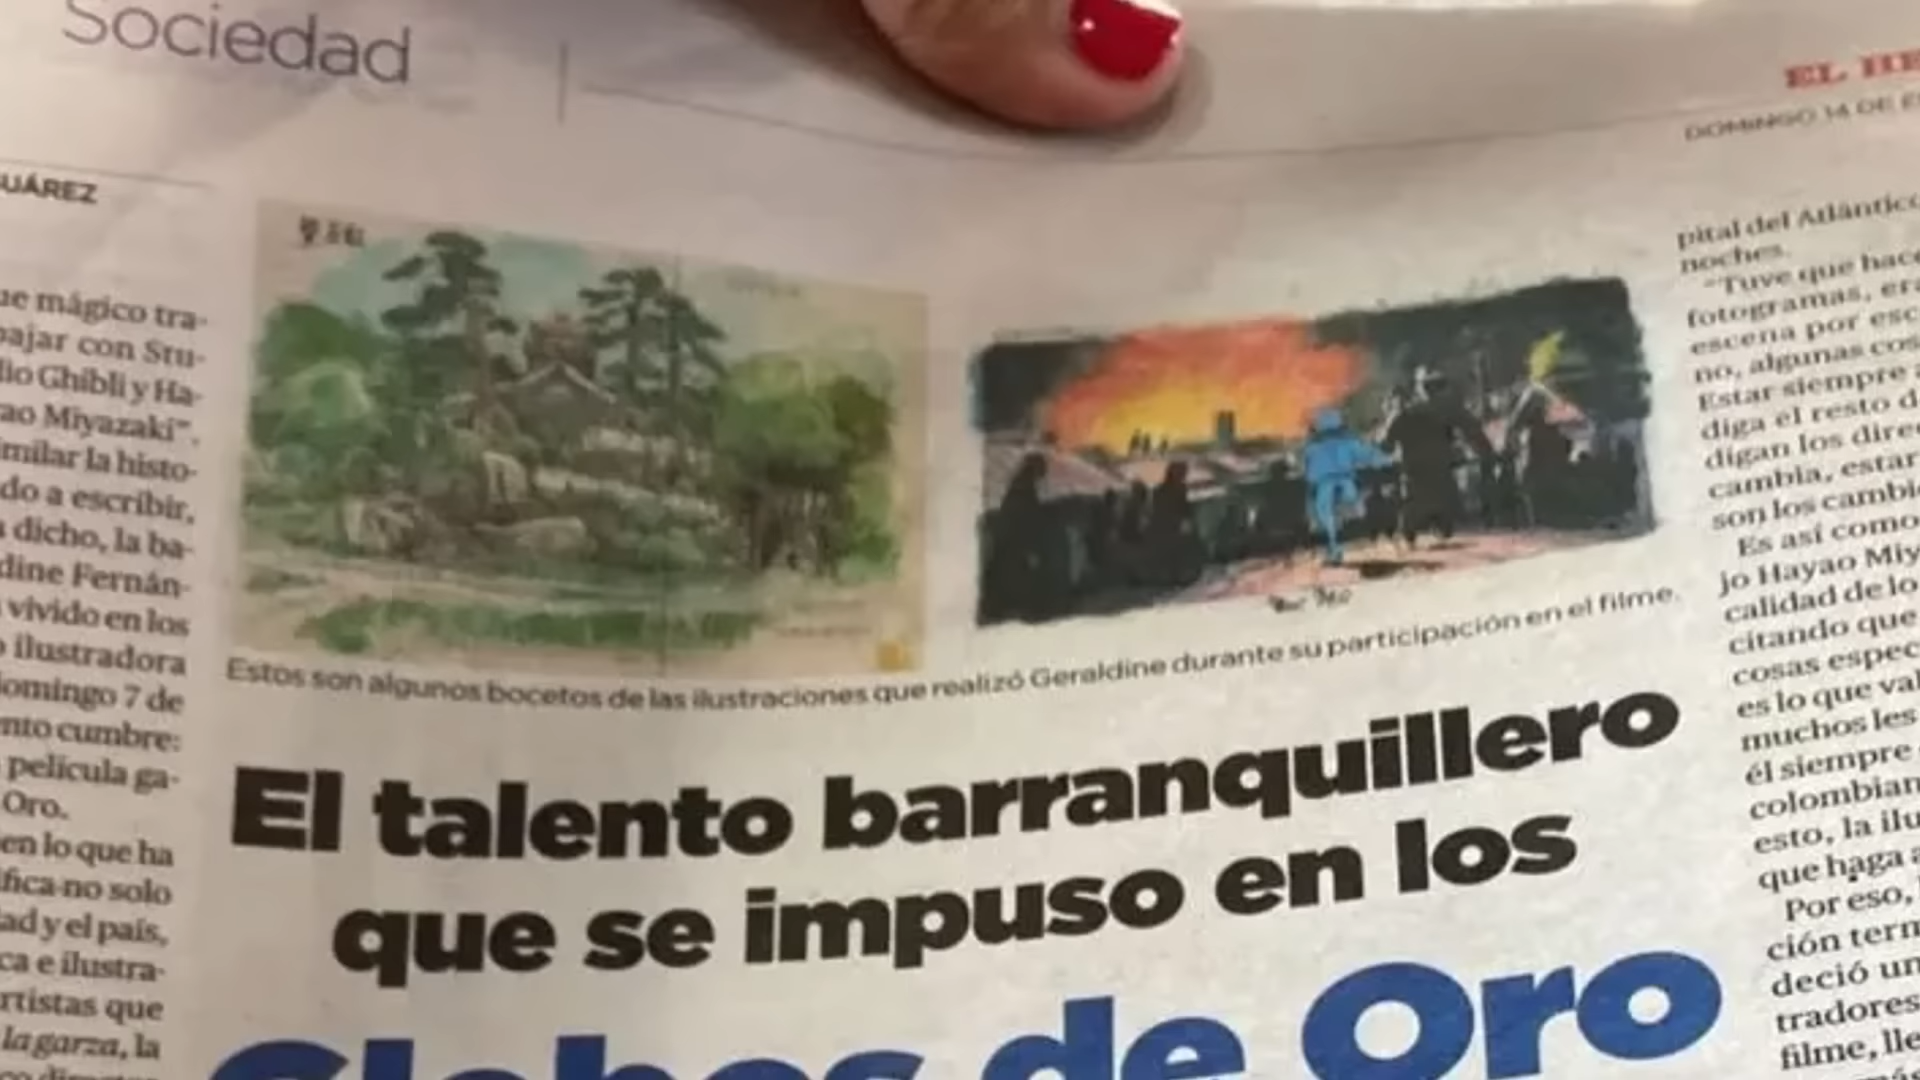 Sociedad
EL HE
DOMINGO 14 DE E
UÁREZ
ue mágico tra-
bajar con Stu-
dio Ghibli y Ha-
ao Miyazaki”.
milar la histo-
do a escribir,
dicho, la ba-
dine Fernán-
vivido en los
ilustradora
domingo 7 de
nto cumbre:
película ga-
Oro.
en lo que ha
fica no solo
ad y el país,
ca e ilustra-
rtistas que
la garza, la
Estos son algunos bocetos de las ilustraciones que realizó Geraldine durante su participación en el filme.
El talento barranquillero
que se impuso en los
Globos de Oro
pital del Atlántico
noches.
“Tuve que hace
fotogramas, era
escena por esc
no, algunas cos
Estar siempre a
diga el resto d
digan los dire
cambia, estar
son los cambi
Es así como
jo Hayao Miy
calidad de lo
citando que
cosas espec
es lo que val
muchos les
él siempre
colombian
esto, la ilu
que haga a
Por eso,
ción term
deció un
tradores
filme, lle